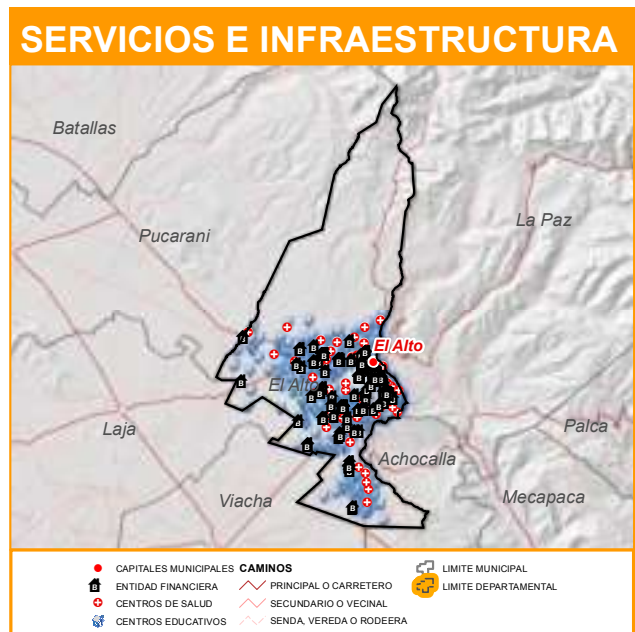 SERVICIOS E INFRAESTRUCTURA
Batallas
La Paz
Pucarani
El Alto
El Alto
Laja
Palca
Achocalla
Viacha
Mecapaca
CAPITALES MUNICIPALES
ENTIDAD FINANCIERA
CENTROS DE SALUD
CENTROS EDUCATIVOS
CAMINOS
PRINCIPAL O CARRETERO
SECUNDARIO O VECINAL
SENDA, VEREDA O RODEERA
LIMITE MUNICIPAL
LIMITE DEPARTAMENTAL